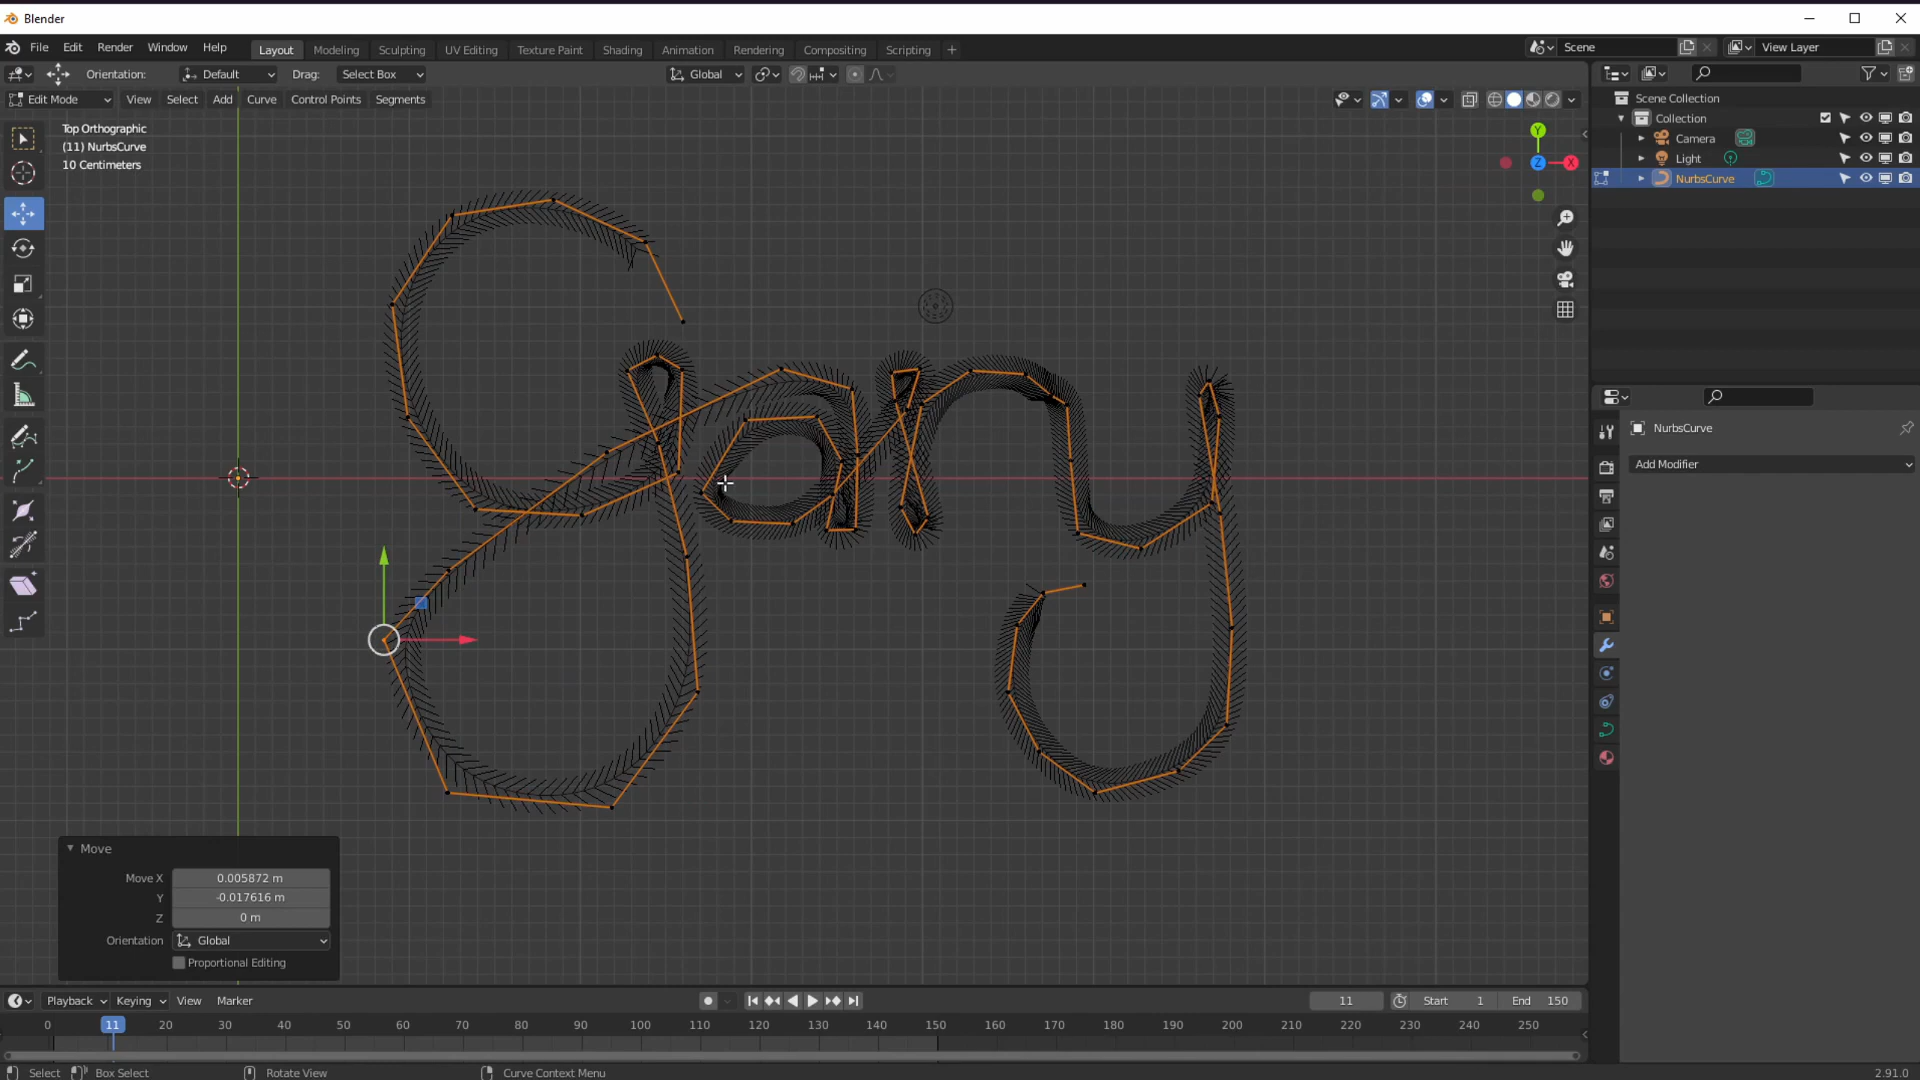 Blender
File Edit Render Window Help Layout Modeling Sculpting UV Editing Texture Paint Shading Animation Rendering Compositing Scripting + Scene View Layer
Orientation: Default Drag: Select Box Global
Edit Mode View Select Add Curve Control Points Segments
Top Orthographic
(11) NurbsCurve
10 Centimeters
Y
Z X
Scene Collection
Collection
Camera
Light
NurbsCurve
NurbsCurve
Add Modifier
Gary
Move
Move X 0.005872 m
Y -0.017616 m
Z 0 m
Orientation Global
Proportional Editing
Playback Keying View Marker 11 Start 1 End 150
0 11 20 30 40 50 60 70 80 90 100 110 120 130 140 150 160 170 180 190 200 210 220 230 240 250
Select Box Select Rotate View Curve Context Menu 2.91.0